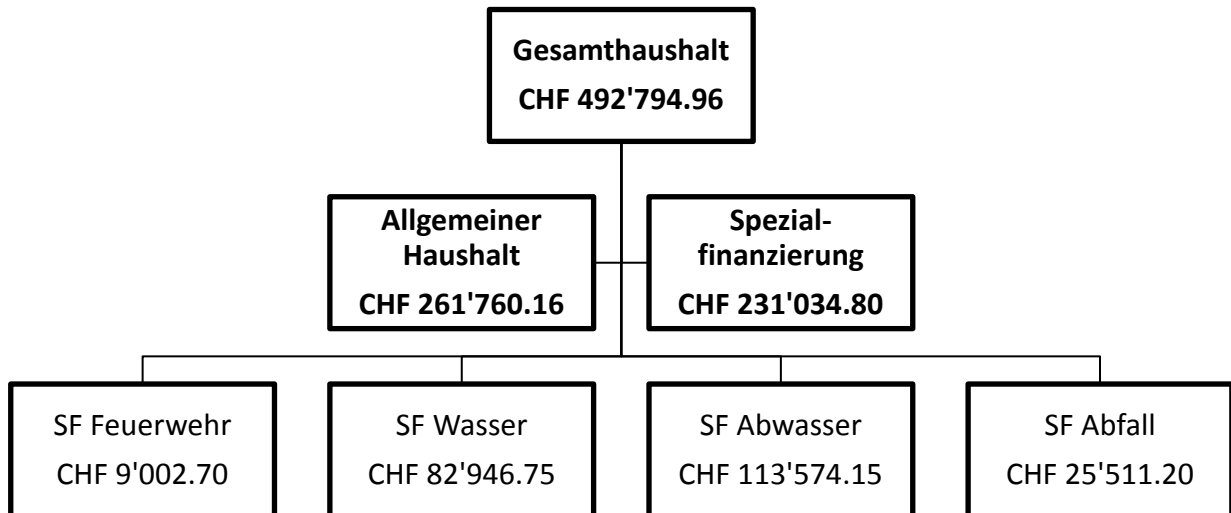 Gesamthaushalt
CHF 492'794.96
Allgemeiner
Haushalt
CHF 261'760.16
Spezial-
finanzierung
CHF 231'034.80
SF Feuerwehr
CHF 9'002.70
SF Wasser
CHF 82'946.75
SF Abwasser
CHF 113'574.15
SF Abfall
CHF 25'511.20